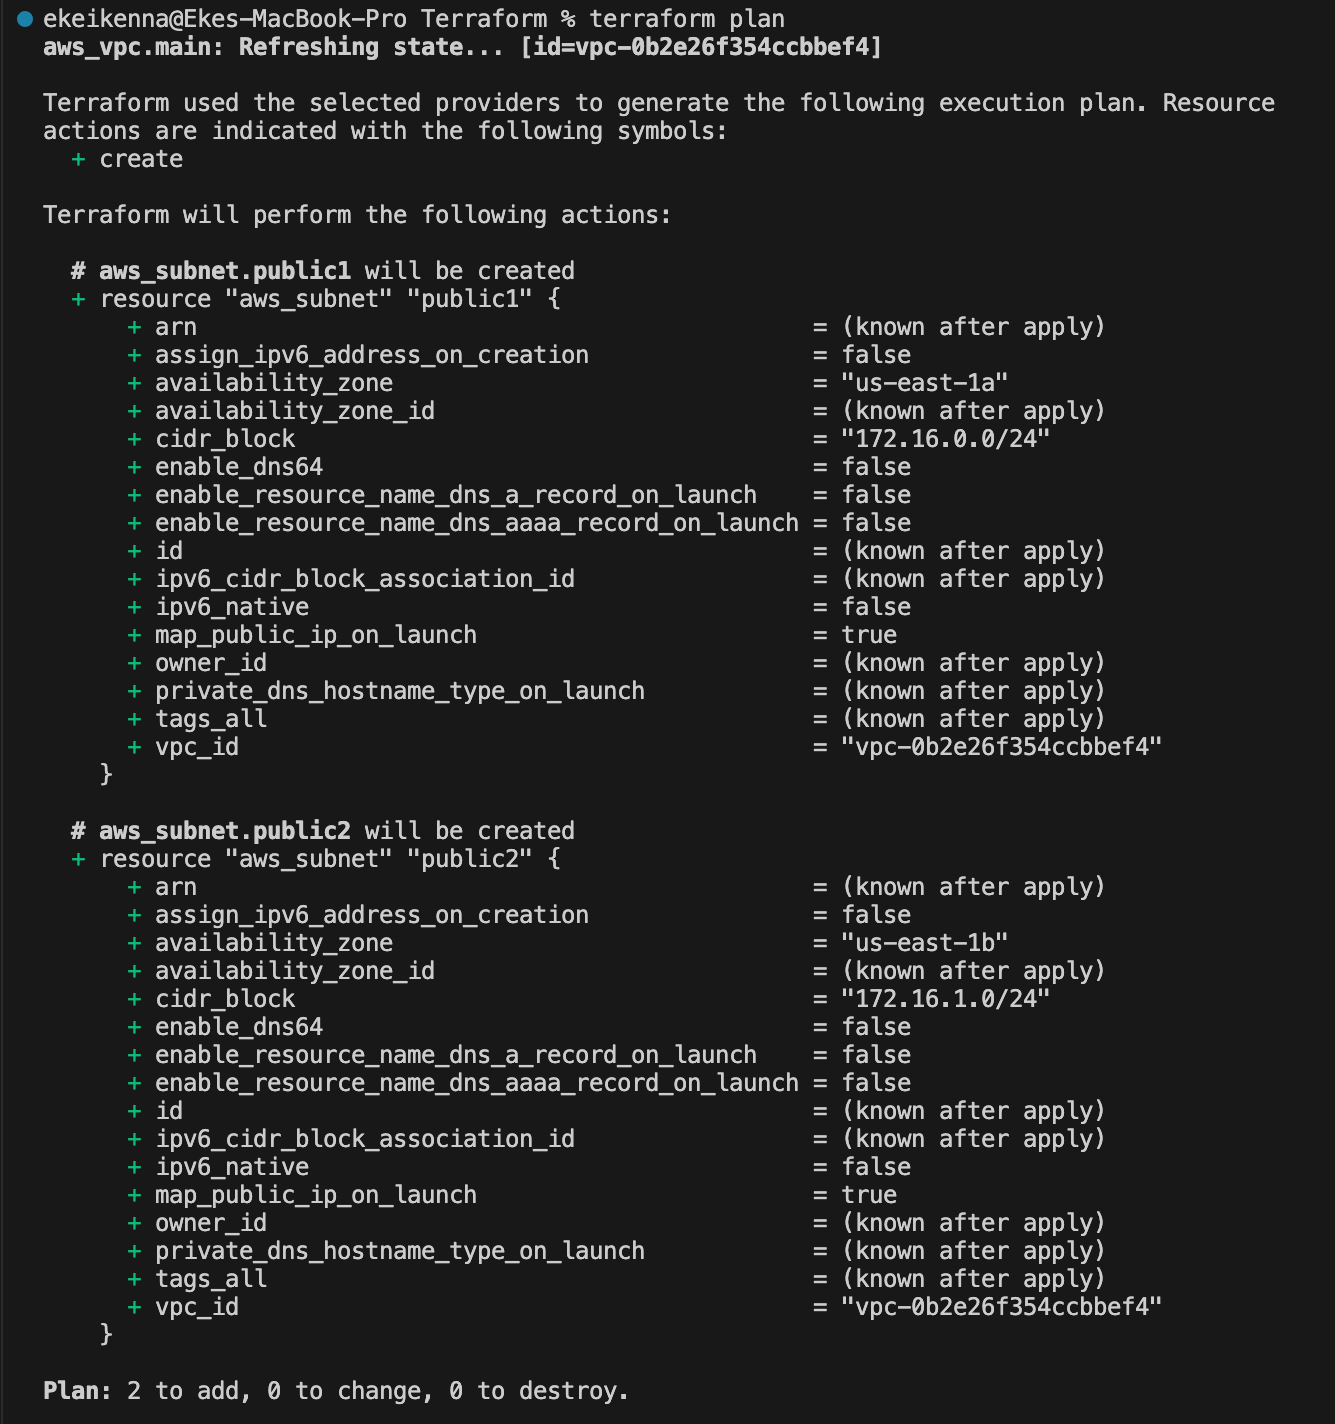 ekeikenna@Ekes-MacBook-Pro Terraform % terraform plan
aws_vpc.main: Refreshing state... [id=vpc-0b2e26f354ccbbef4]
Terraform used the selected providers to generate the following execution plan. Resource
actions are indicated with the following symbols:
+ create
Terraform will perform the following actions:
# aws_subnet.public1 will be created
+ resource "aws_subnet" "public1" {
+ arn = (known after apply)
+ assign_ipv6_address_on_creation = false
+ availability_zone = "us-east-1a"
+ availability_zone_id = (known after apply)
+ cidr_block = "172.16.0.0/24"
+ enable_dns64 = false
+ enable_resource_name_dns_a_record_on_launch = false
+ enable_resource_name_dns_aaaa_record_on_launch = false
+ id = (known after apply)
+ ipv6_cidr_block_association_id = (known after apply)
+ ipv6_native = false
+ map_public_ip_on_launch = true
+ owner_id = (known after apply)
+ private_dns_hostname_type_on_launch = (known after apply)
+ tags_all = (known after apply)
+ vpc_id = "vpc-0b2e26f354ccbbef4"
}
# aws_subnet.public2 will be created
+ resource "aws_subnet" "public2" {
+ arn = (known after apply)
+ assign_ipv6_address_on_creation = false
+ availability_zone = "us-east-1b"
+ availability_zone_id = (known after apply)
+ cidr_block = "172.16.1.0/24"
+ enable_dns64 = false
+ enable_resource_name_dns_a_record_on_launch = false
+ enable_resource_name_dns_aaaa_record_on_launch = false
+ id = (known after apply)
+ ipv6_cidr_block_association_id = (known after apply)
+ ipv6_native = false
+ map_public_ip_on_launch = true
+ owner_id = (known after apply)
+ private_dns_hostname_type_on_launch = (known after apply)
+ tags_all = (known after apply)
+ vpc_id = "vpc-0b2e26f354ccbbef4"
}
Plan: 2 to add, 0 to change, 0 to destroy.